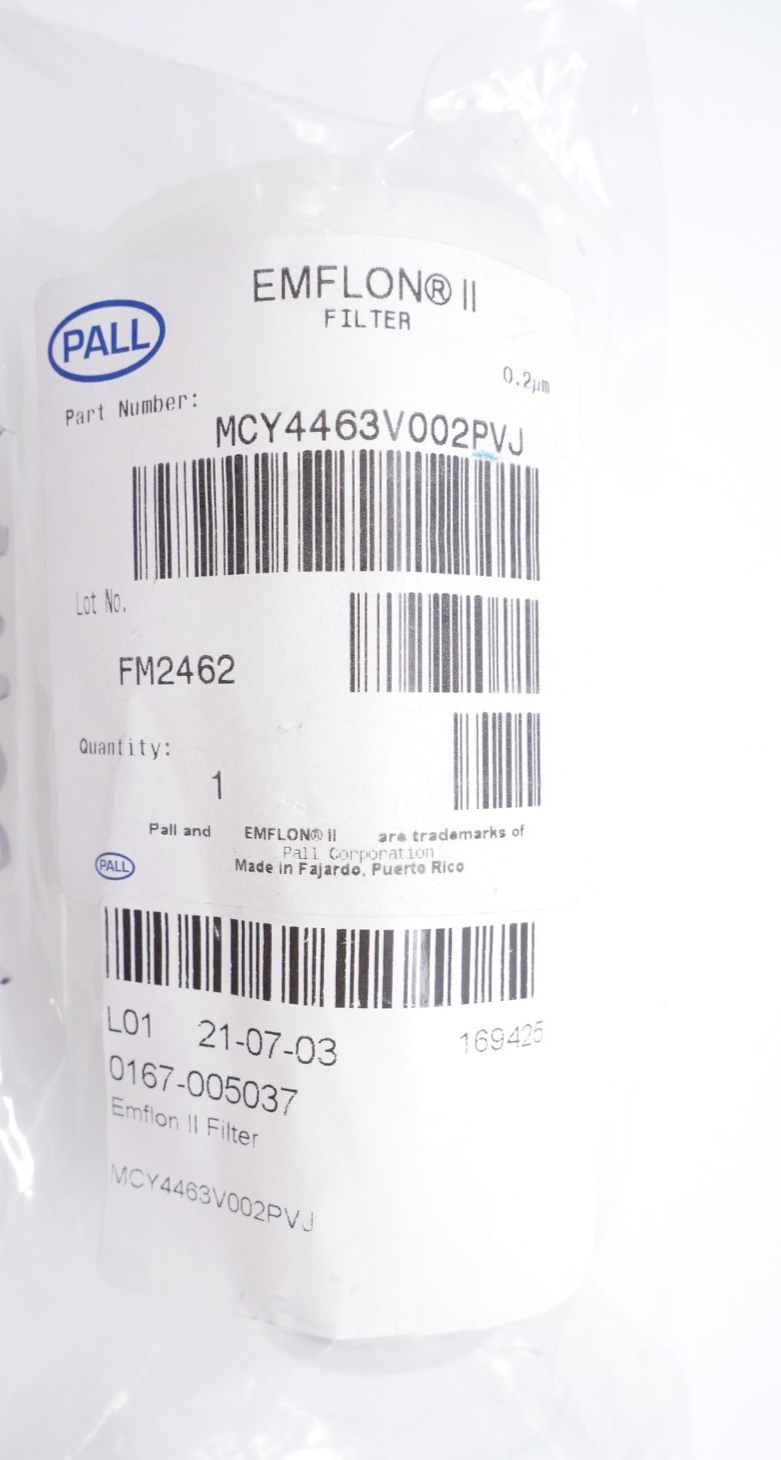 EMFLON® II
FILTER
PALL
0.2µm
Part Number:
MCY4463V002PVJ
Lot No.
FM2462
Quantity:
1
Pall and EMFLON® II are trademarks of
Pall Corporation
PALL
Made in Fajardo, Puerto Rico
L01 21-07-03 169425
0167-005037
Emflon II Filter
MCY4463V002PVJ